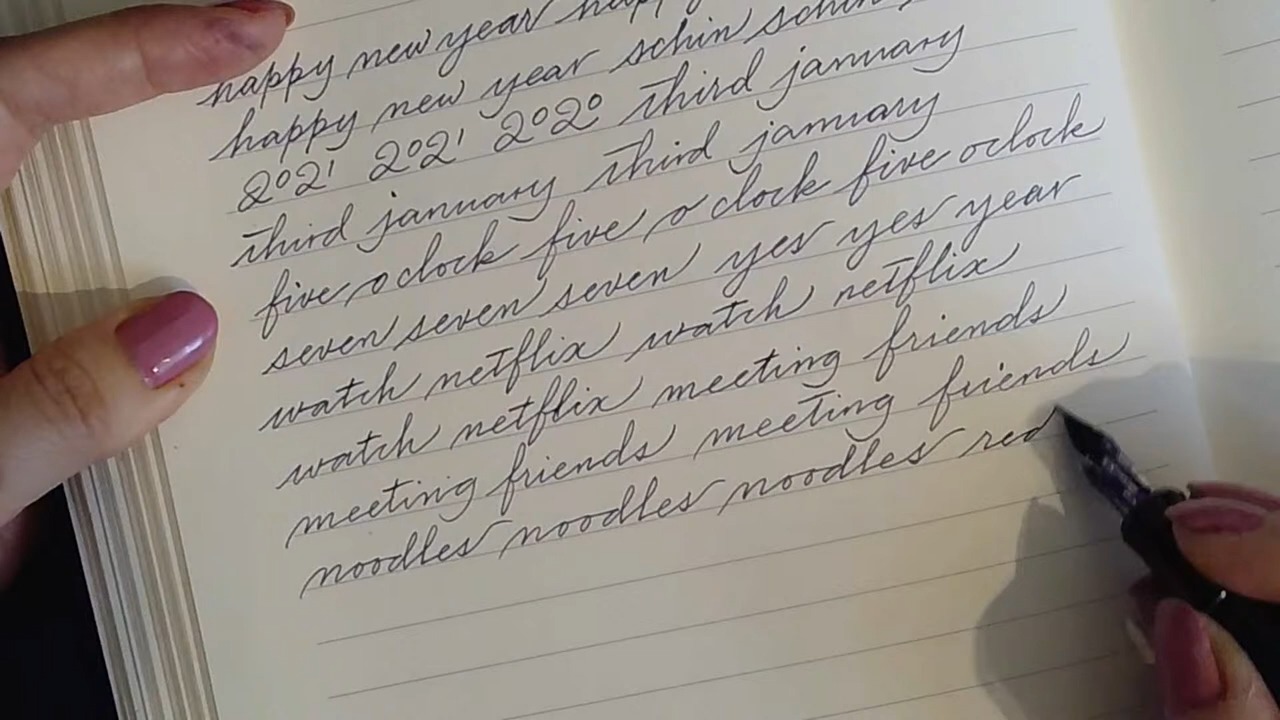 happy new year happy
happy new year schin schin
2021 2021 2020 third january
third january third january
five oclock five o'clock five oclock
seven seven seven yes yes year
watch netflix watch netflix
watch netflix meeting friends
meeting friends meeting friends
noodles noodles noodles red